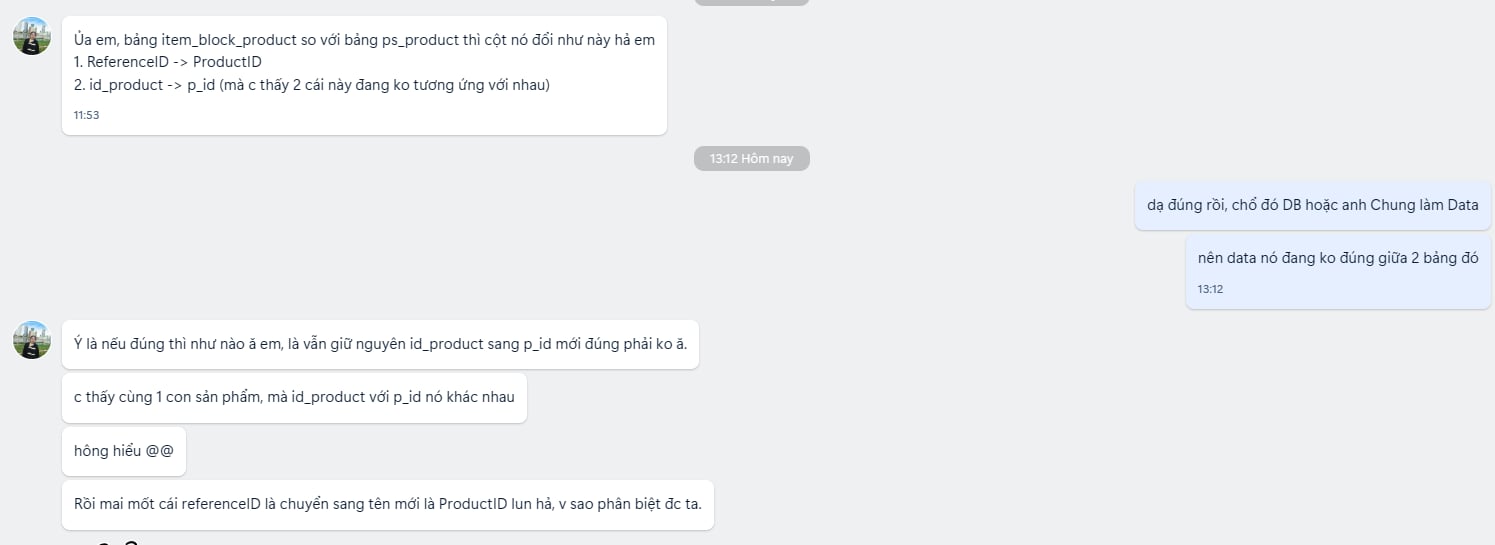 Ủa em, bảng item_block_product so với bảng ps_product thì cột nó đổi như này hả em
1. ReferenceID -> ProductID
2. id_product -> p_id (mà c thấy 2 cái này đang ko tương ứng với nhau)
11:53
13:12 Hôm nay
dạ đúng rồi, chổ đó DB hoặc anh Chung làm Data
nên data nó đang ko đúng giữa 2 bảng đó
13:12
Ý là nếu đúng thì như nào ă em, là vẫn giữ nguyên id_product sang p_id mới đúng phải ko ă.
c thấy cùng 1 con sản phẩm, mà id_product với p_id nó khác nhau
hông hiểu @@
Rồi mai mốt cái referenceID là chuyển sang tên mới là ProductID lun hả, v sao phân biệt đc ta.